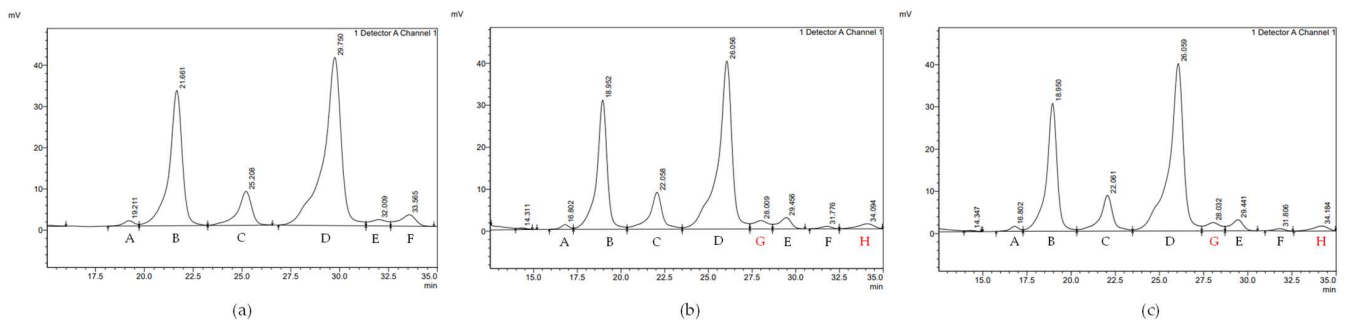 mV
1 Detector A Channel 1
40
30
20
10
0
19.211
21.661
25.208
29.750
32.009
33.565
A B C D E F
17.5 20.0 22.5 25.0 27.5 30.0 32.5 35.0
min
(a)
mV
1 Detector A Channel 1
40
30
20
10
0
14.311
16.802
18.952
22.058
26.056
28.009
29.456
31.776
34.094
A B C D G E F H
15.0 17.5 20.0 22.5 25.0 27.5 30.0 32.5 35.0
min
(b)
mV
1 Detector A Channel 1
40
30
20
10
0
14.347
16.802
18.950
22.061
26.059
28.032
29.441
31.806
34.184
A B C D G E F H
15.0 17.5 20.0 22.5 25.0 27.5 30.0 32.5 35.0
min
(c)